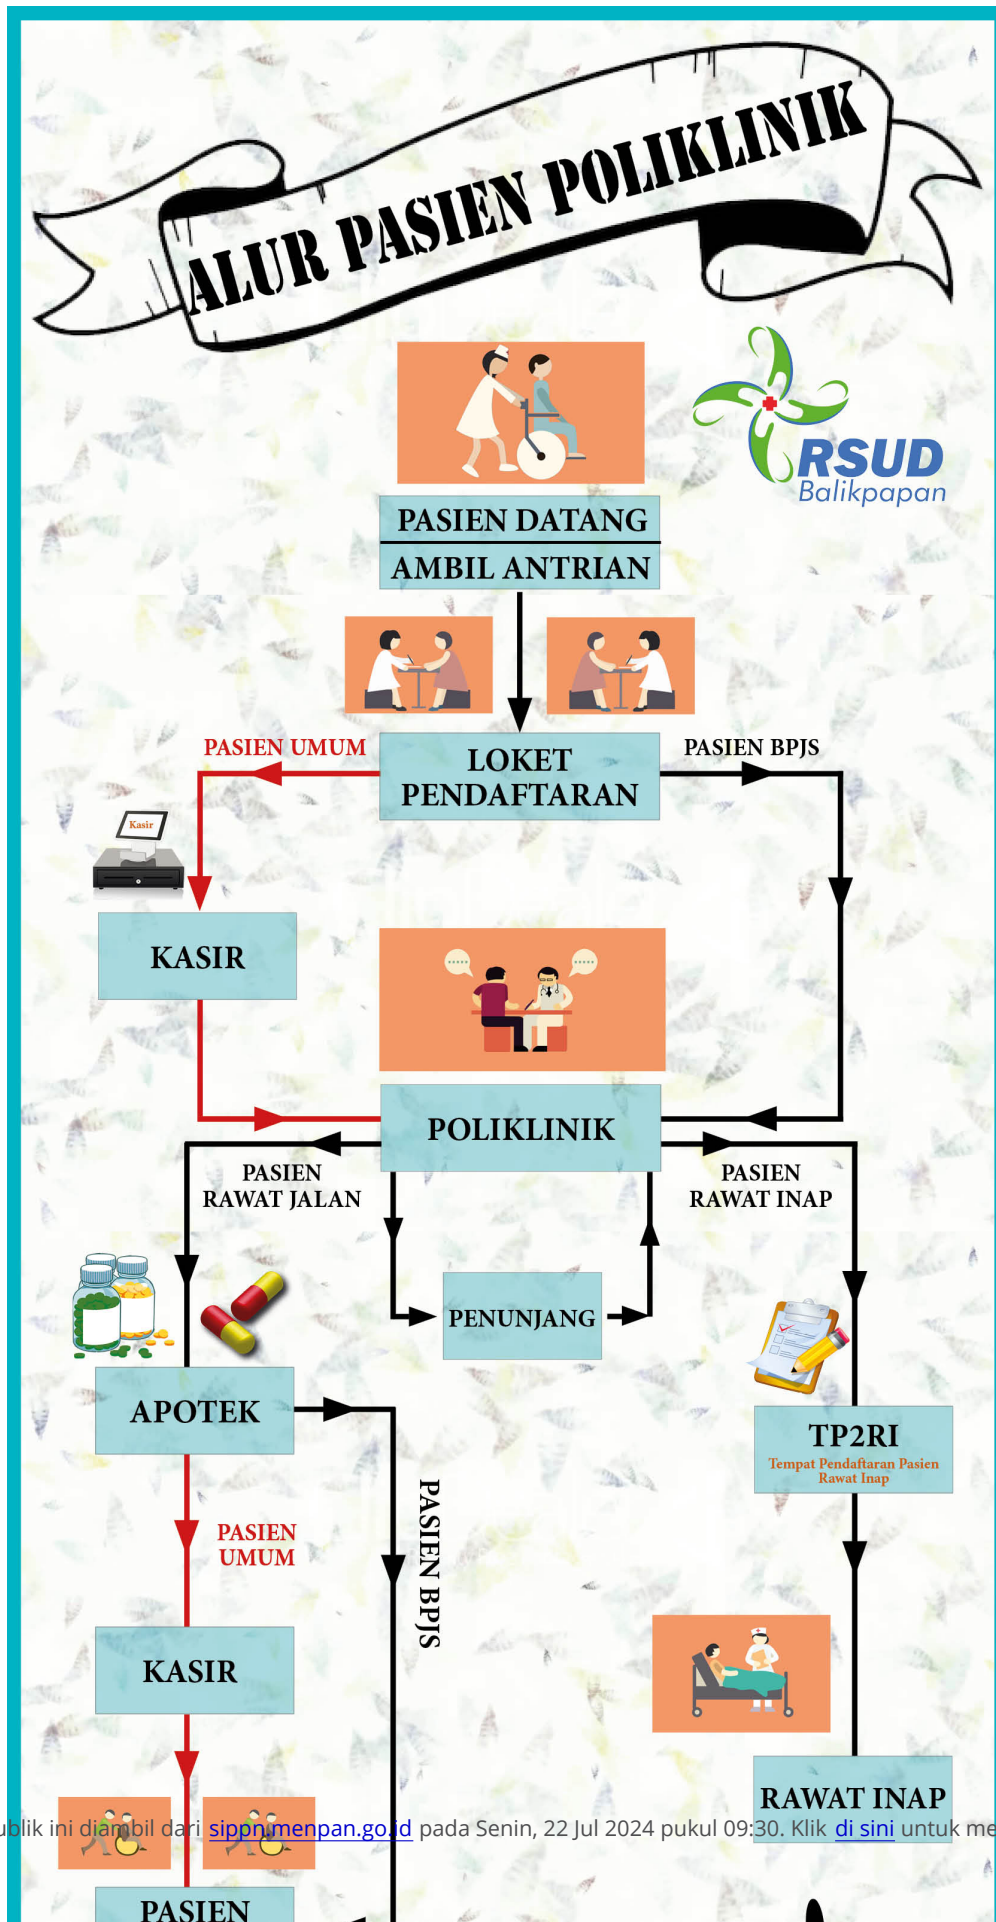 ALUR PASIEN POLIKLINIK
RSUD
Balikpapan
PASIEN DATANG
AMBIL ANTRIAN
PASIEN UMUM
LOKET
PENDAFTARAN
PASIEN BPJS
Kasir
KASIR
POLIKLINIK
PASIEN
RAWAT JALAN
PASIEN
RAWAT INAP
PENUNJANG
APOTEK
TP2RI
Tempat Pendaftaran Pasien
Rawat Inap
PASIEN BPJS
PASIEN
UMUM
KASIR
RAWAT INAP
ini diambil dari sippn.menpan.go.id pada Senin, 22 Jul 2024 pukul 09:30. Klik di sini untuk
PASIEN